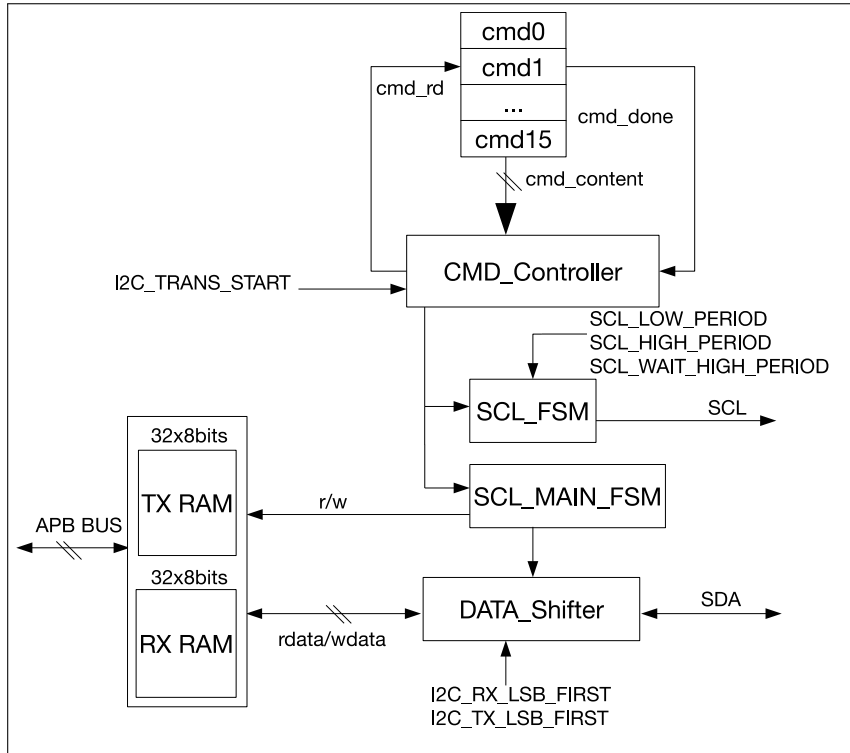 cmd0
cmd1
...
cmd15
cmd_rd
cmd_done
cmd_content
CMD_Controller
I2C_TRANS_START
SCL_LOW_PERIOD
SCL_HIGH_PERIOD
SCL_WAIT_HIGH_PERIOD
SCL_FSM
SCL
32x8bits
TX RAM
SCL_MAIN_FSM
r/w
APB BUS
32x8bits
RX RAM
rdata/wdata
DATA_Shifter
SDA
I2C_RX_LSB_FIRST
I2C_TX_LSB_FIRST